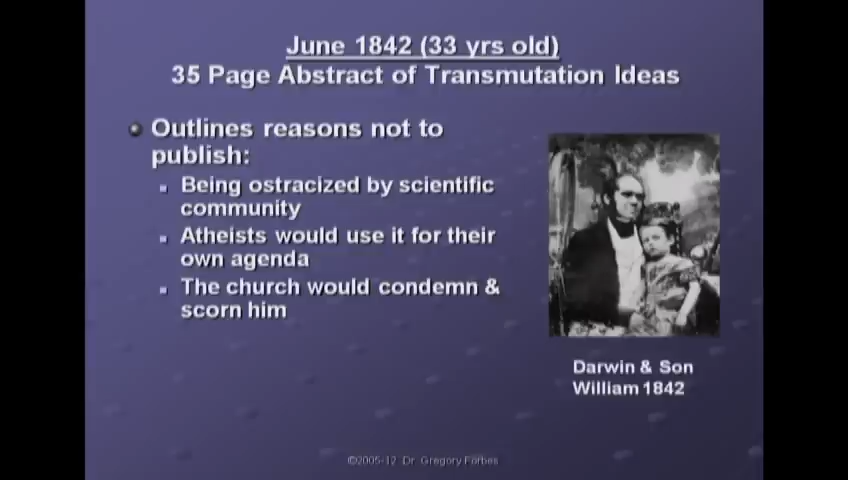 June 1842 (33 yrs old)
35 Page Abstract of Transmutation Ideas
Outlines reasons not to
publish:
Being ostracized by scientific
community
Atheists would use it for their
own agenda
The church would condemn &
scorn him
Darwin & Son
William 1842
©2005-12 Dr. Gregory Forbes